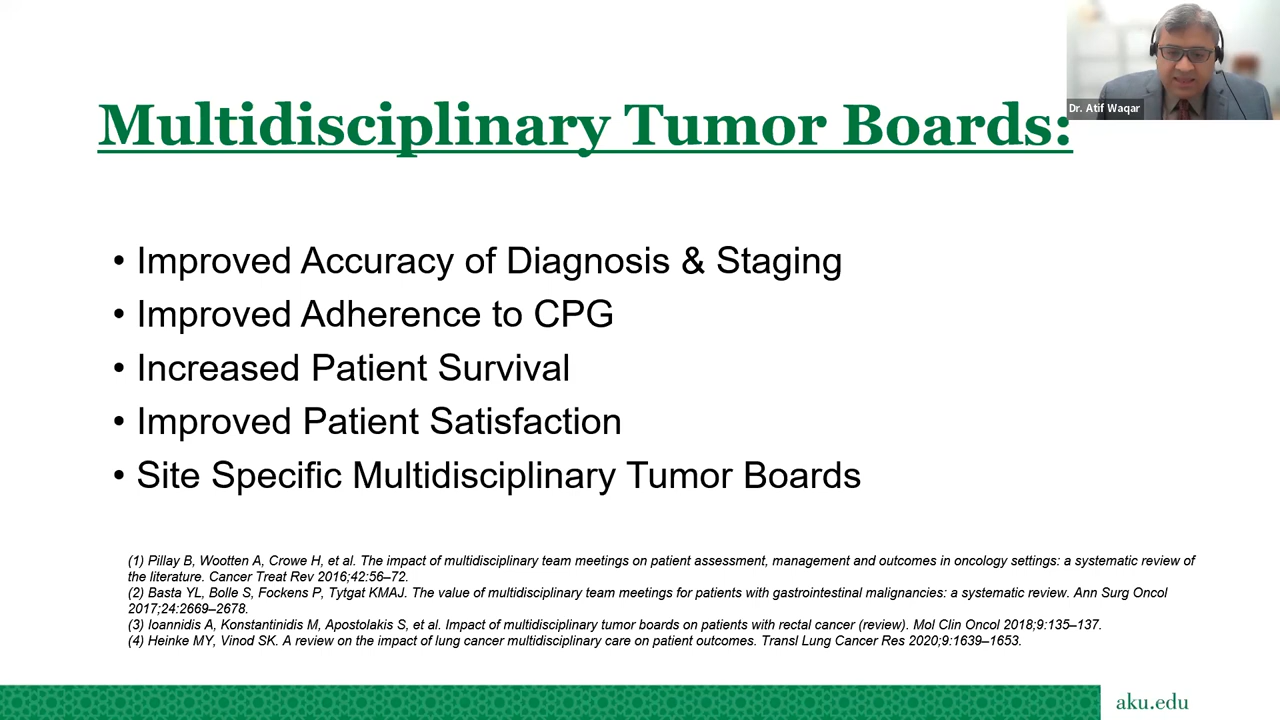 Dr. Atif Waqar
Multidisciplinary Tumor Boards:
• Improved Accuracy of Diagnosis & Staging
• Improved Adherence to CPG
• Increased Patient Survival
• Improved Patient Satisfaction
• Site Specific Multidisciplinary Tumor Boards
(1) Pillay B, Wootten A, Crowe H, et al. The impact of multidisciplinary team meetings on patient assessment, management and outcomes in oncology settings: a systematic review of
the literature. Cancer Treat Rev 2016;42:56–72.
(2) Basta YL, Bolle S, Fockens P, Tytgat KMAJ. The value of multidisciplinary team meetings for patients with gastrointestinal malignancies: a systematic review. Ann Surg Oncol
2017;24:2669–2678.
(3) Ioannidis A, Konstantinidis M, Apostolakis S, et al. Impact of multidisciplinary tumor boards on patients with rectal cancer (review). Mol Clin Oncol 2018;9:135–137.
(4) Heinke MY, Vinod SK. A review on the impact of lung cancer multidisciplinary care on patient outcomes. Transl Lung Cancer Res 2020;9:1639–1653.
aku.edu